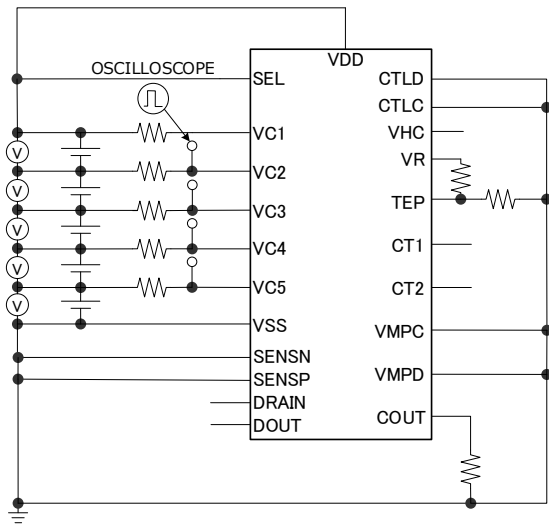 VDD
OSCILLOSCOPE
SEL
CTLD
CTLC
VC1
VHC
V
VR
VC2
V
VC3
TEP
V
VC4
CT1
V
VC5
CT2
V
VSS
VMPC
SENSN
SENSP
VMPD
DRAIN
COUT
DOUT